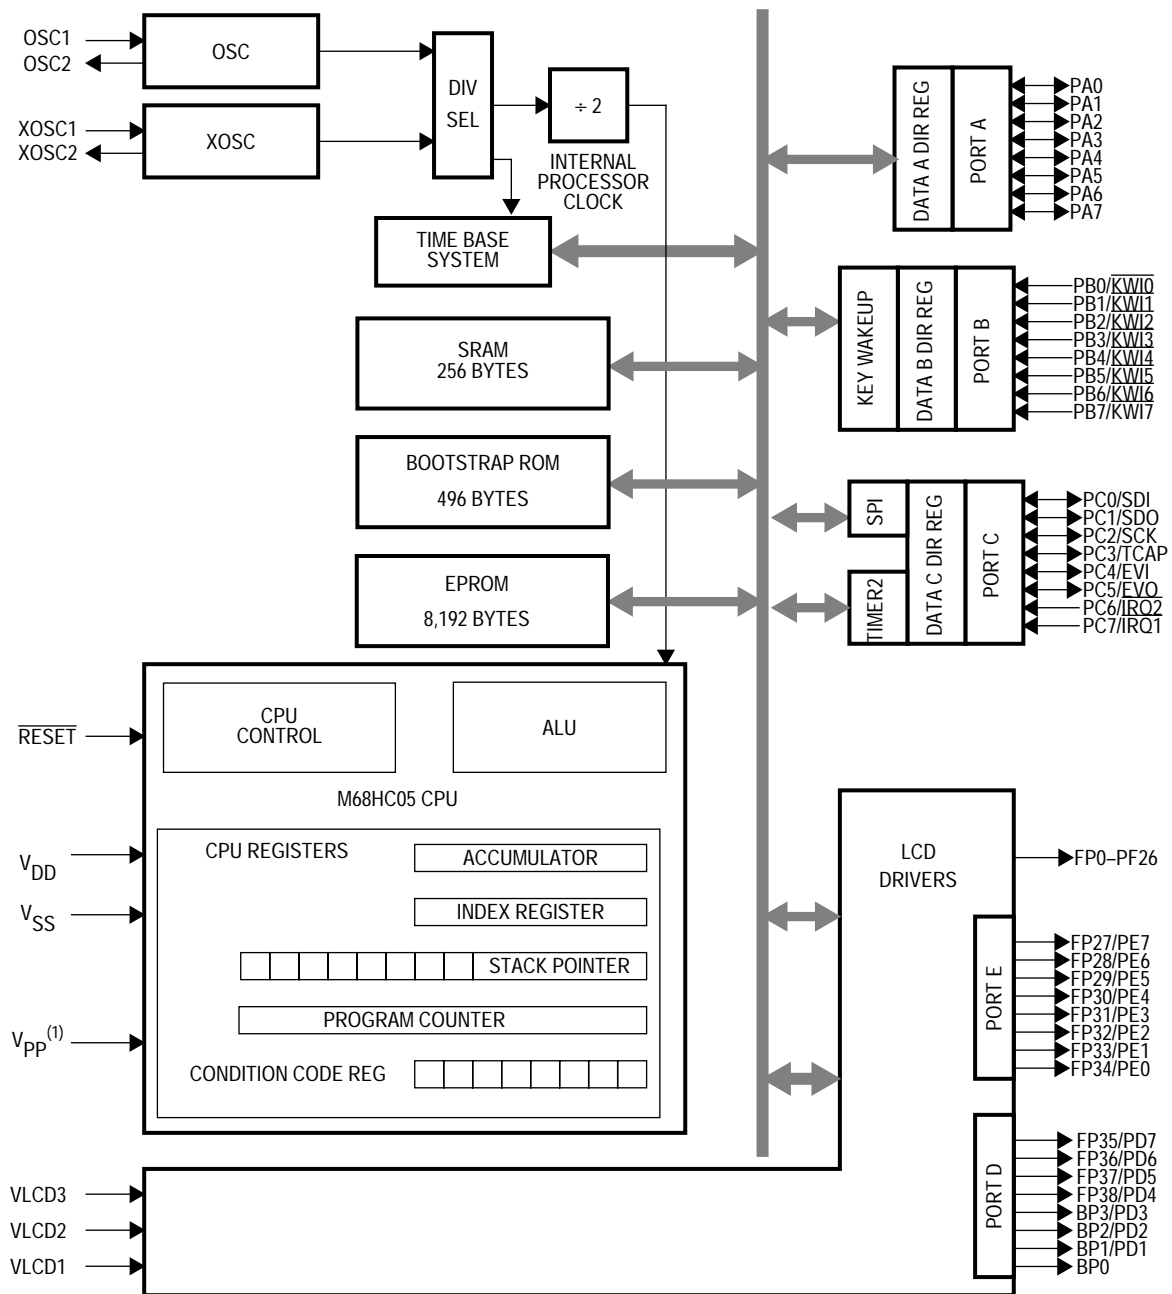 OSC1
OSC2
OSC
XOSC1
XOSC2
XOSC
DIV
SEL
÷ 2
INTERNAL
PROCESSOR
CLOCK
TIME BASE
SYSTEM
SRAM
256 BYTES
BOOTSTRAP ROM
496 BYTES
EPROM
8,192 BYTES
DATA A DIR REG
PORT A
PA0
PA1
PA2
PA3
PA4
PA5
PA6
PA7
KEY WAKEUP
DATA B DIR REG
PORT B
PB0/KWI0
PB1/KWI1
PB2/KWI2
PB3/KWI3
PB4/KWI4
PB5/KWI5
PB6/KWI6
PB7/KWI7
SPI
TIMER2
DATA C DIR REG
PORT C
PC0/SDI
PC1/SDO
PC2/SCK
PC3/TCAP
PC4/EVI
PC5/EVO
PC6/IRQ2
PC7/IRQ1
RESET
VDD
VSS
VPP(1)
CPU
CONTROL
ALU
M68HC05 CPU
CPU REGISTERS
ACCUMULATOR
INDEX REGISTER
STACK POINTER
PROGRAM COUNTER
CONDITION CODE REG
LCD
DRIVERS
FP0–PF26
PORT E
FP27/PE7
FP28/PE6
FP29/PE5
FP30/PE4
FP31/PE3
FP32/PE2
FP33/PE1
FP34/PE0
PORT D
FP35/PD7
FP36/PD6
FP37/PD5
FP38/PD4
BP3/PD3
BP2/PD2
BP1/PD1
BP0
VLCD3
VLCD2
VLCD1